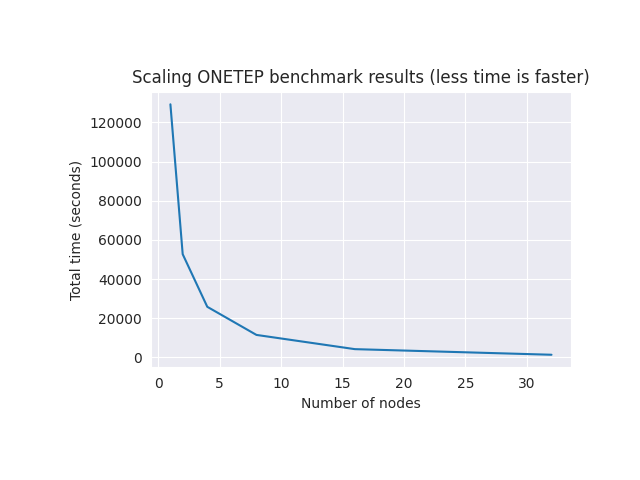 Scaling ONETEP benchmark results (less time is faster)
120000
100000
80000
60000
40000
20000
0
Total time (seconds)
0 5 10 15 20 25 30
Number of nodes